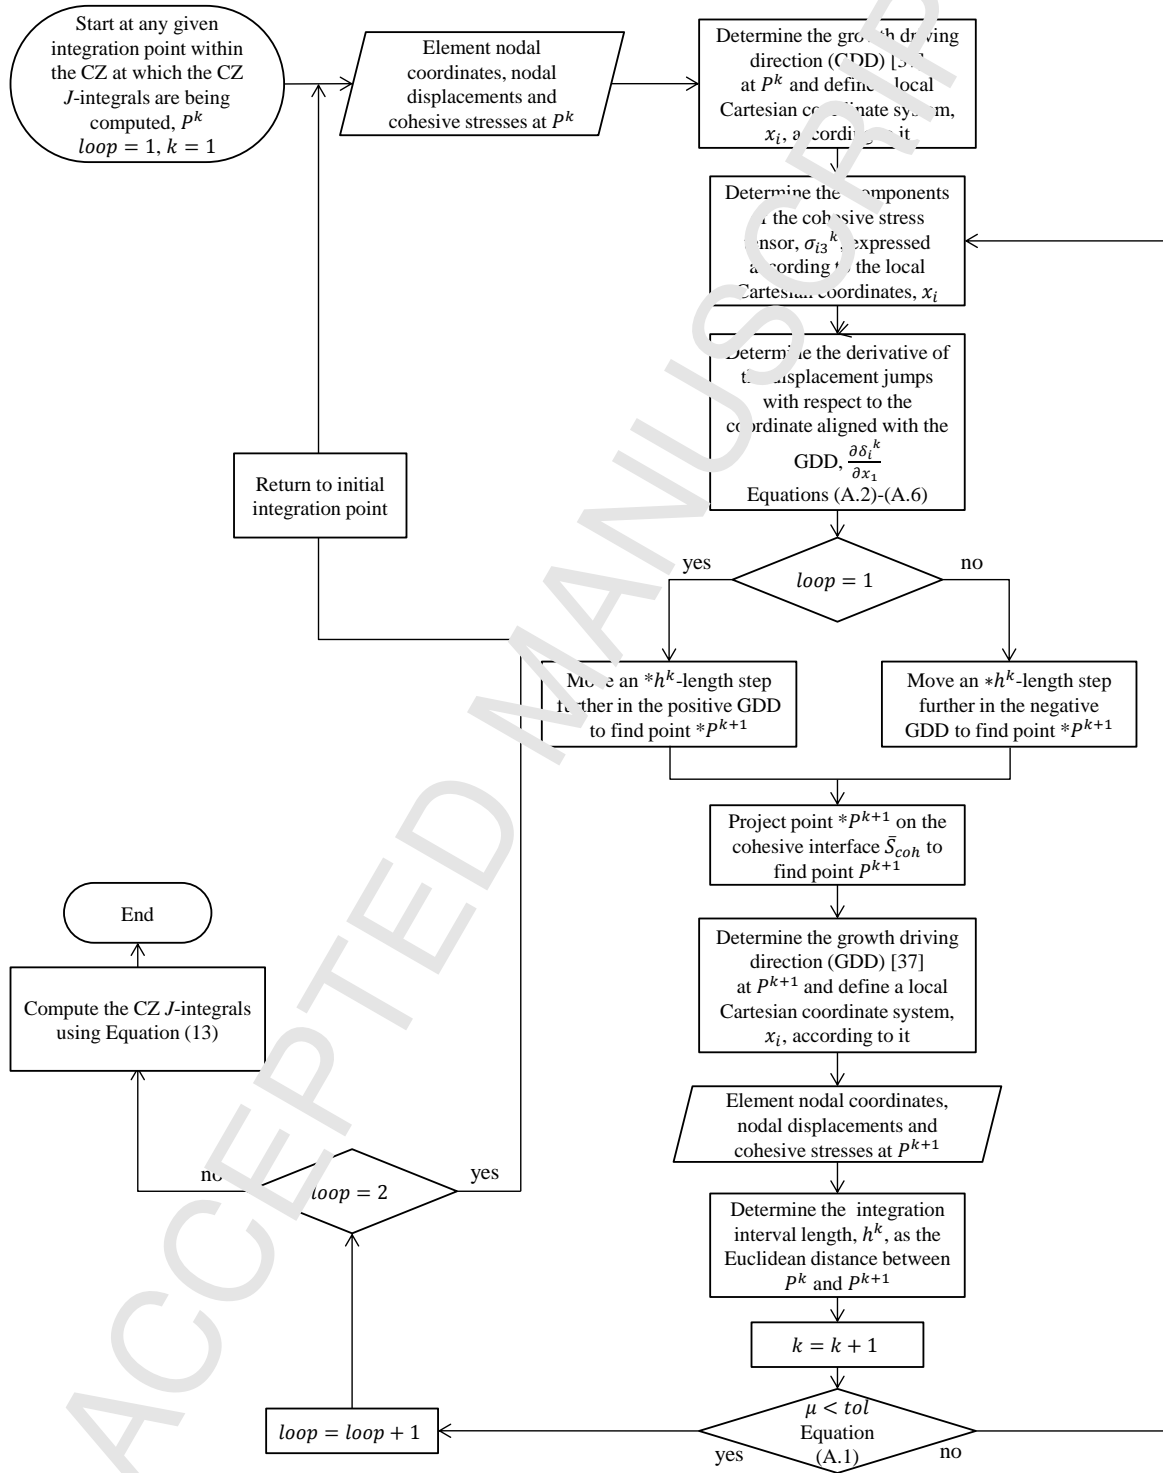 Start at any given
integration point within
the CZ at which the CZ
J-integrals are being
computed, P^k
loop = 1, k = 1
Element nodal
coordinates, nodal
displacements and
cohesive stresses at P^k
Determine the growth driving
direction (GDD)
at P^k and define a local
Cartesian coordinate system,
x_i, according to it
Determine the components
the cohesive stress
tensor, σ_{i3}^k, expressed
according to the local
Cartesian coordinates, x_i
Determine the derivative of
the displacement jumps
with respect to the
coordinate aligned with the
GDD, ∂δ_i^k/∂x_1
Equations (A.2)-(A.6)
Return to initial
integration point
yes
loop = 1
no
Move an *h^k-length step
further in the positive GDD
to find point *P^{k+1}
Move an *h^k-length step
further in the negative
GDD to find point *P^{k+1}
Project point *P^{k+1} on the
cohesive interface S̄_{coh} to
find point P^{k+1}
End
Determine the growth driving
direction (GDD) [37]
at P^{k+1} and define a local
Cartesian coordinate system,
x_i, according to it
Compute the CZ J-integrals
using Equation (13)
Element nodal coordinates,
nodal displacements and
cohesive stresses at P^{k+1}
no
loop = 2
yes
Determine the integration
interval length, h^k, as the
Euclidean distance between
P^k and P^{k+1}
k = k + 1
loop = loop + 1
μ < tol
Equation
(A.1)
yes
no
ACCEPTED MANUSCRIP